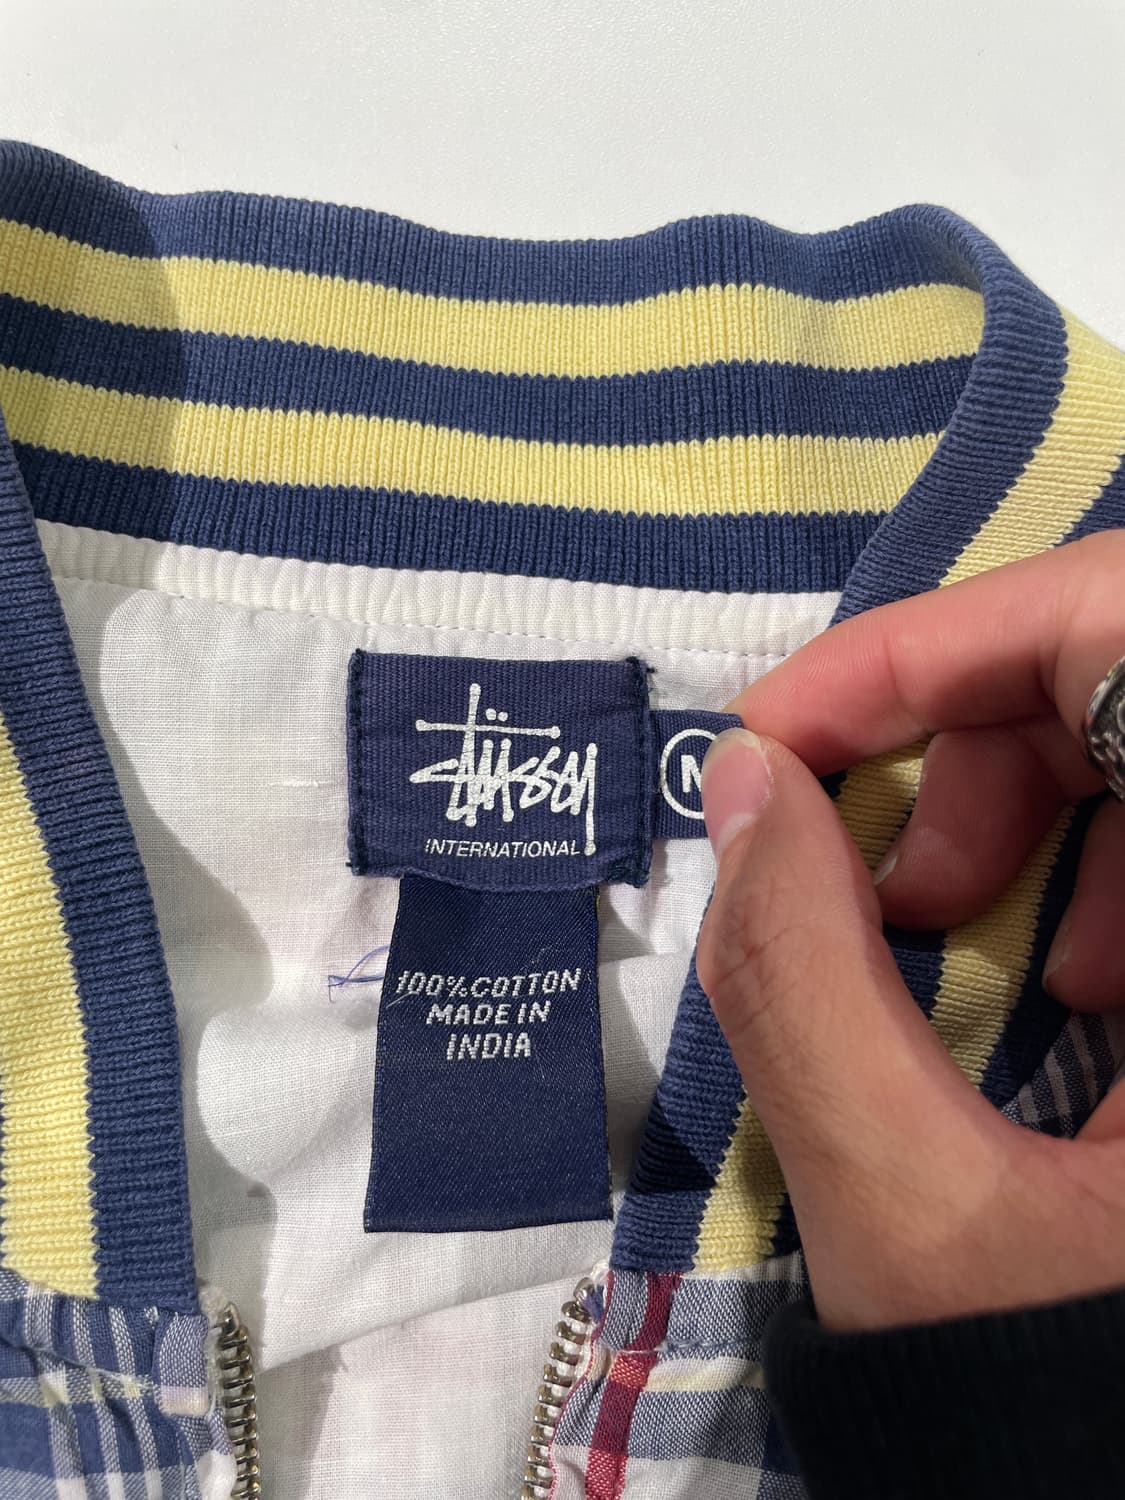 STÜSSY
INTERNATIONAL
M
100% COTTON
MADE IN
INDIA